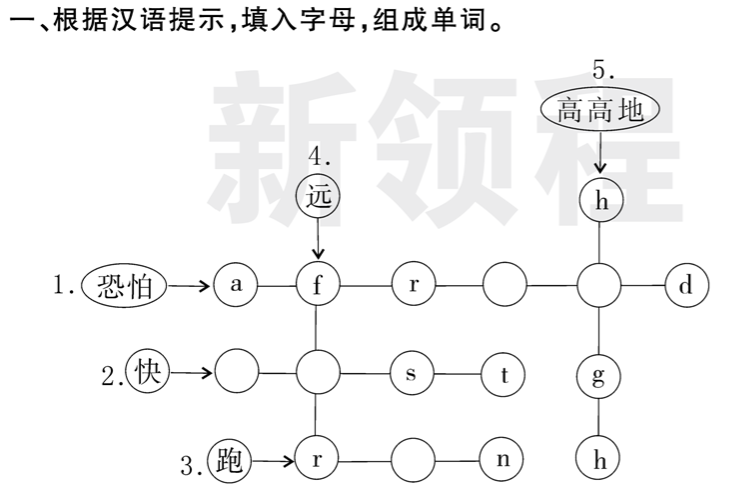 一、根据汉语提示,填入字母,组成单词。
新领程
5.
高高地
4.
远
h
1. 恐怕 a f r d
2. 快 s t g
3. 跑 r n h